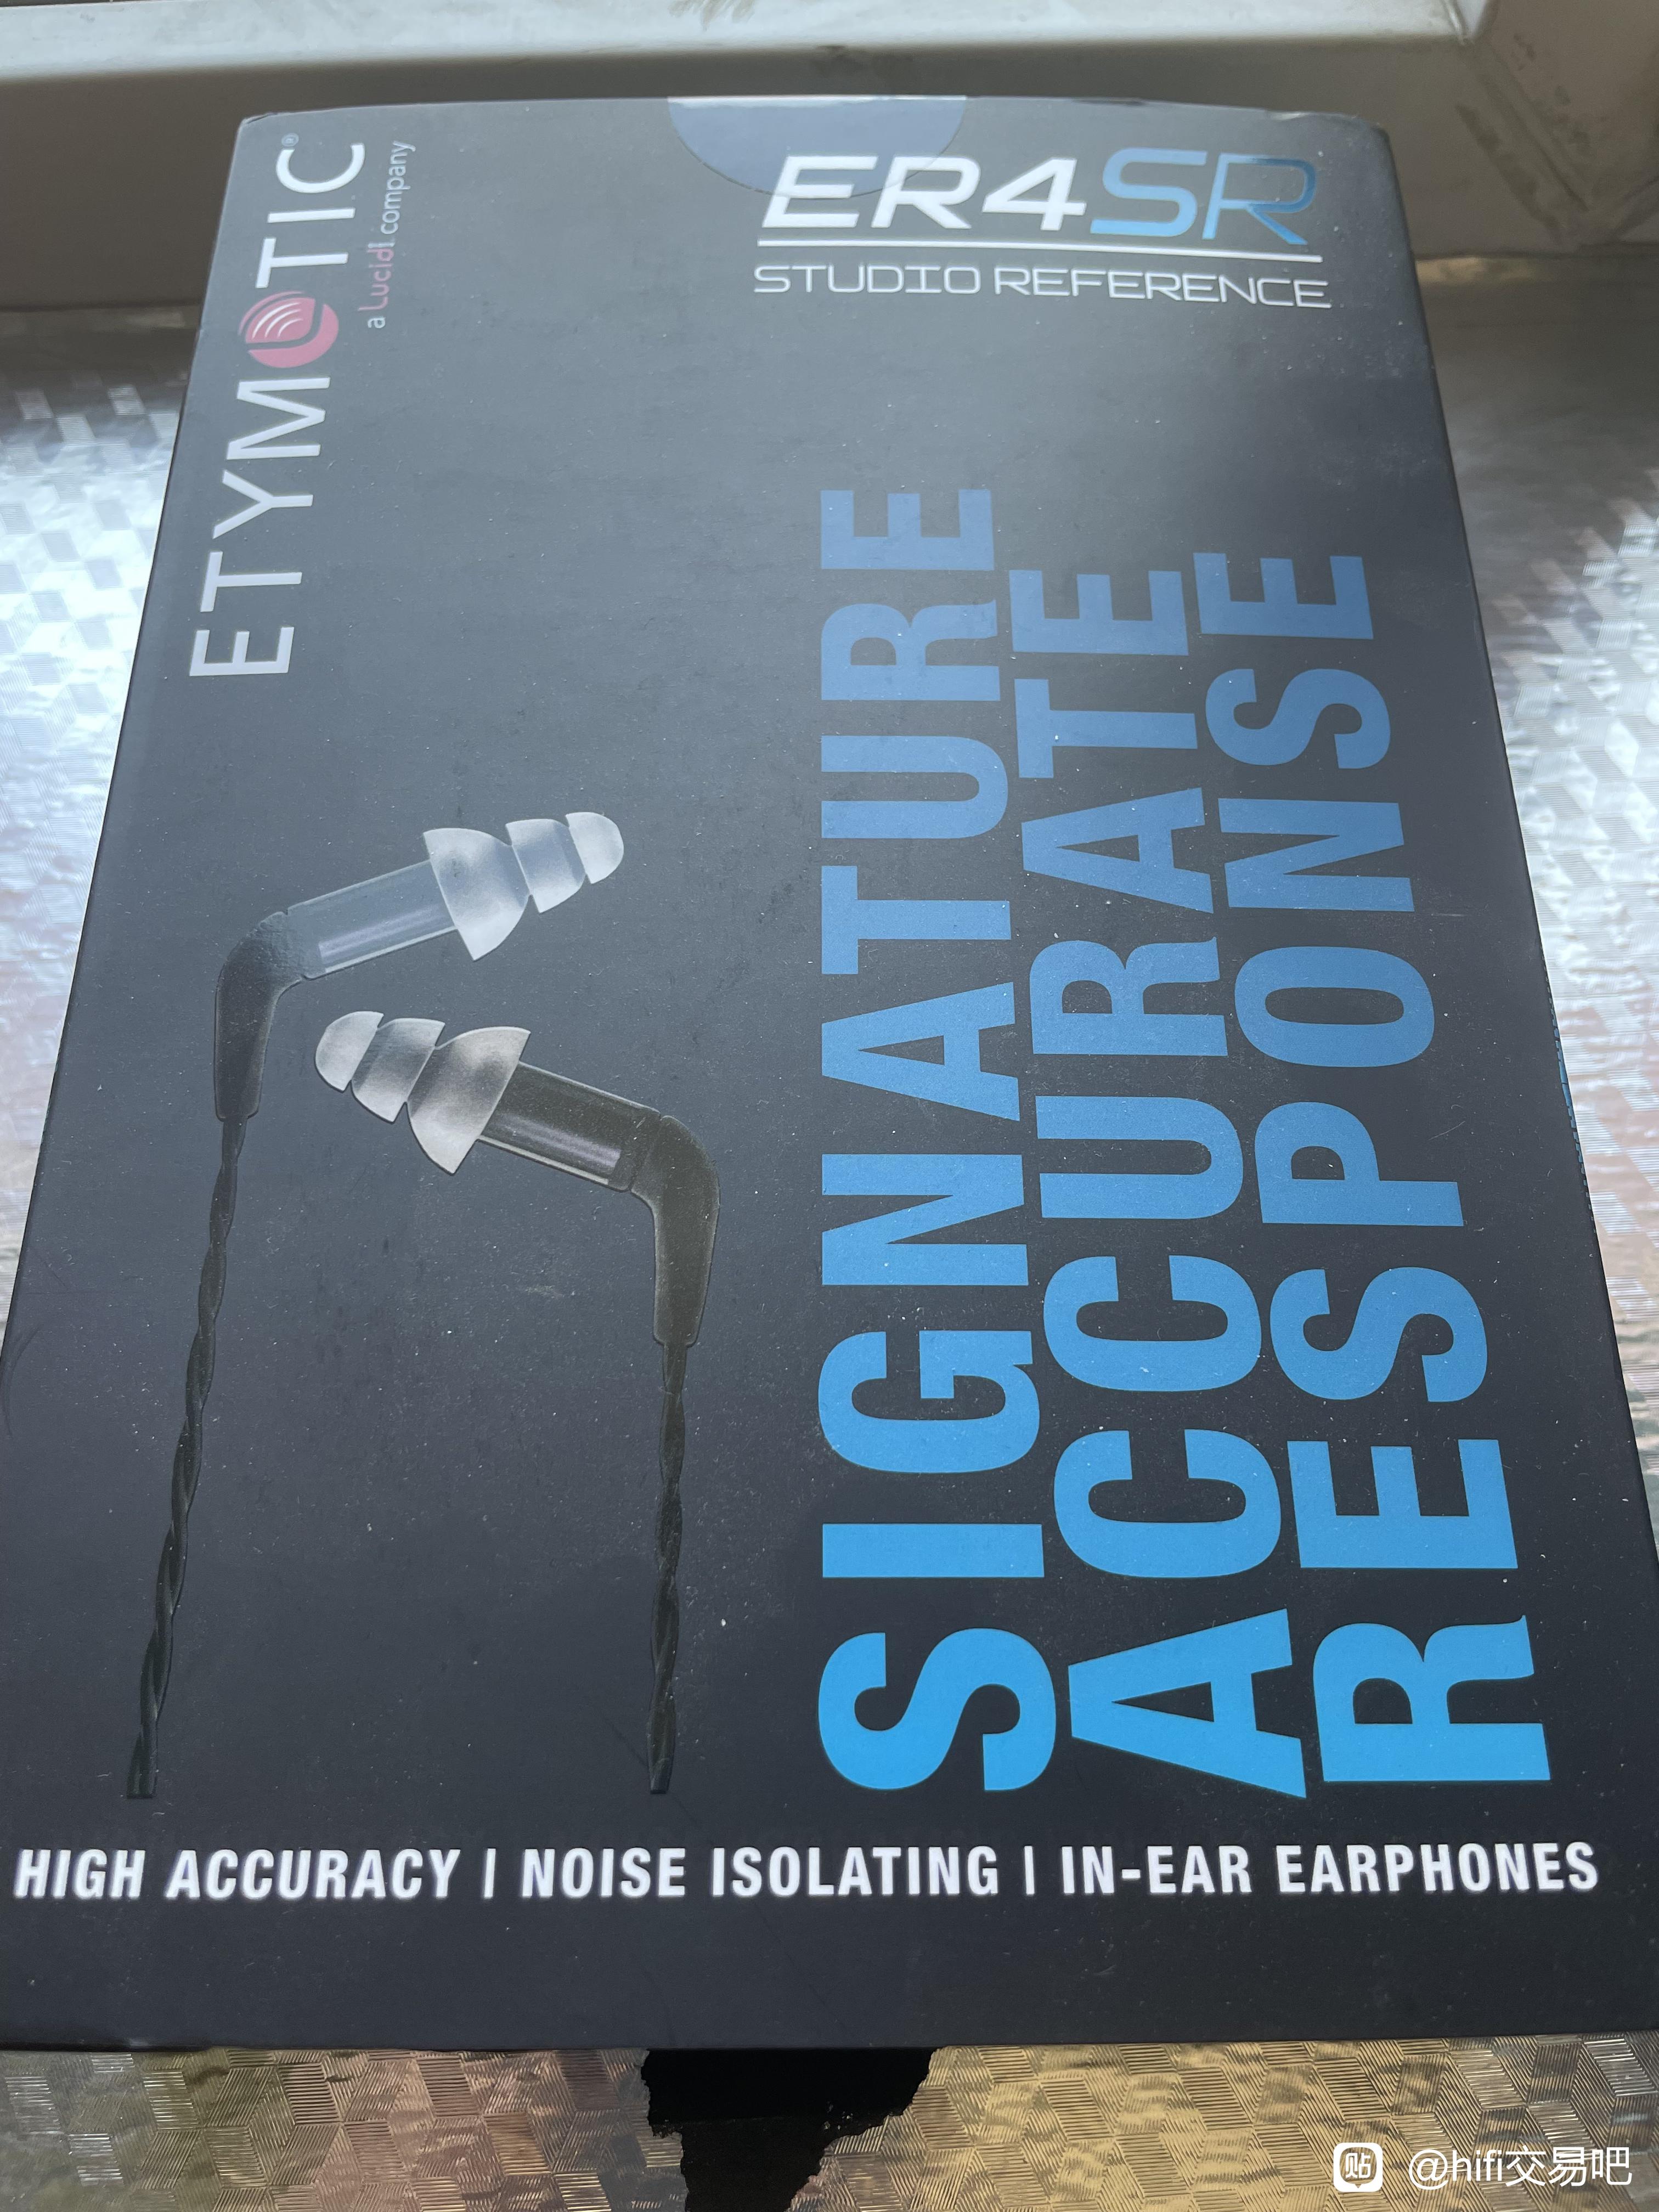 ETYMOTIC®
a Lucid company
ER4SR
STUDIO REFERENCE
SIGNATURE
ACCURATE
RESPONSE
HIGH ACCURACY | NOISE ISOLATING | IN-EAR EARPHONES
贴 @hifi交易吧